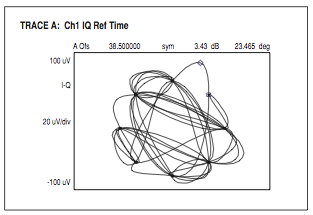 TRACE A: Ch1 IQ Ref Time
A Ofs 38.500000 sym 3.43 dB 23.465 deg
100 uV
I-Q
20 uV/div
-100 uV